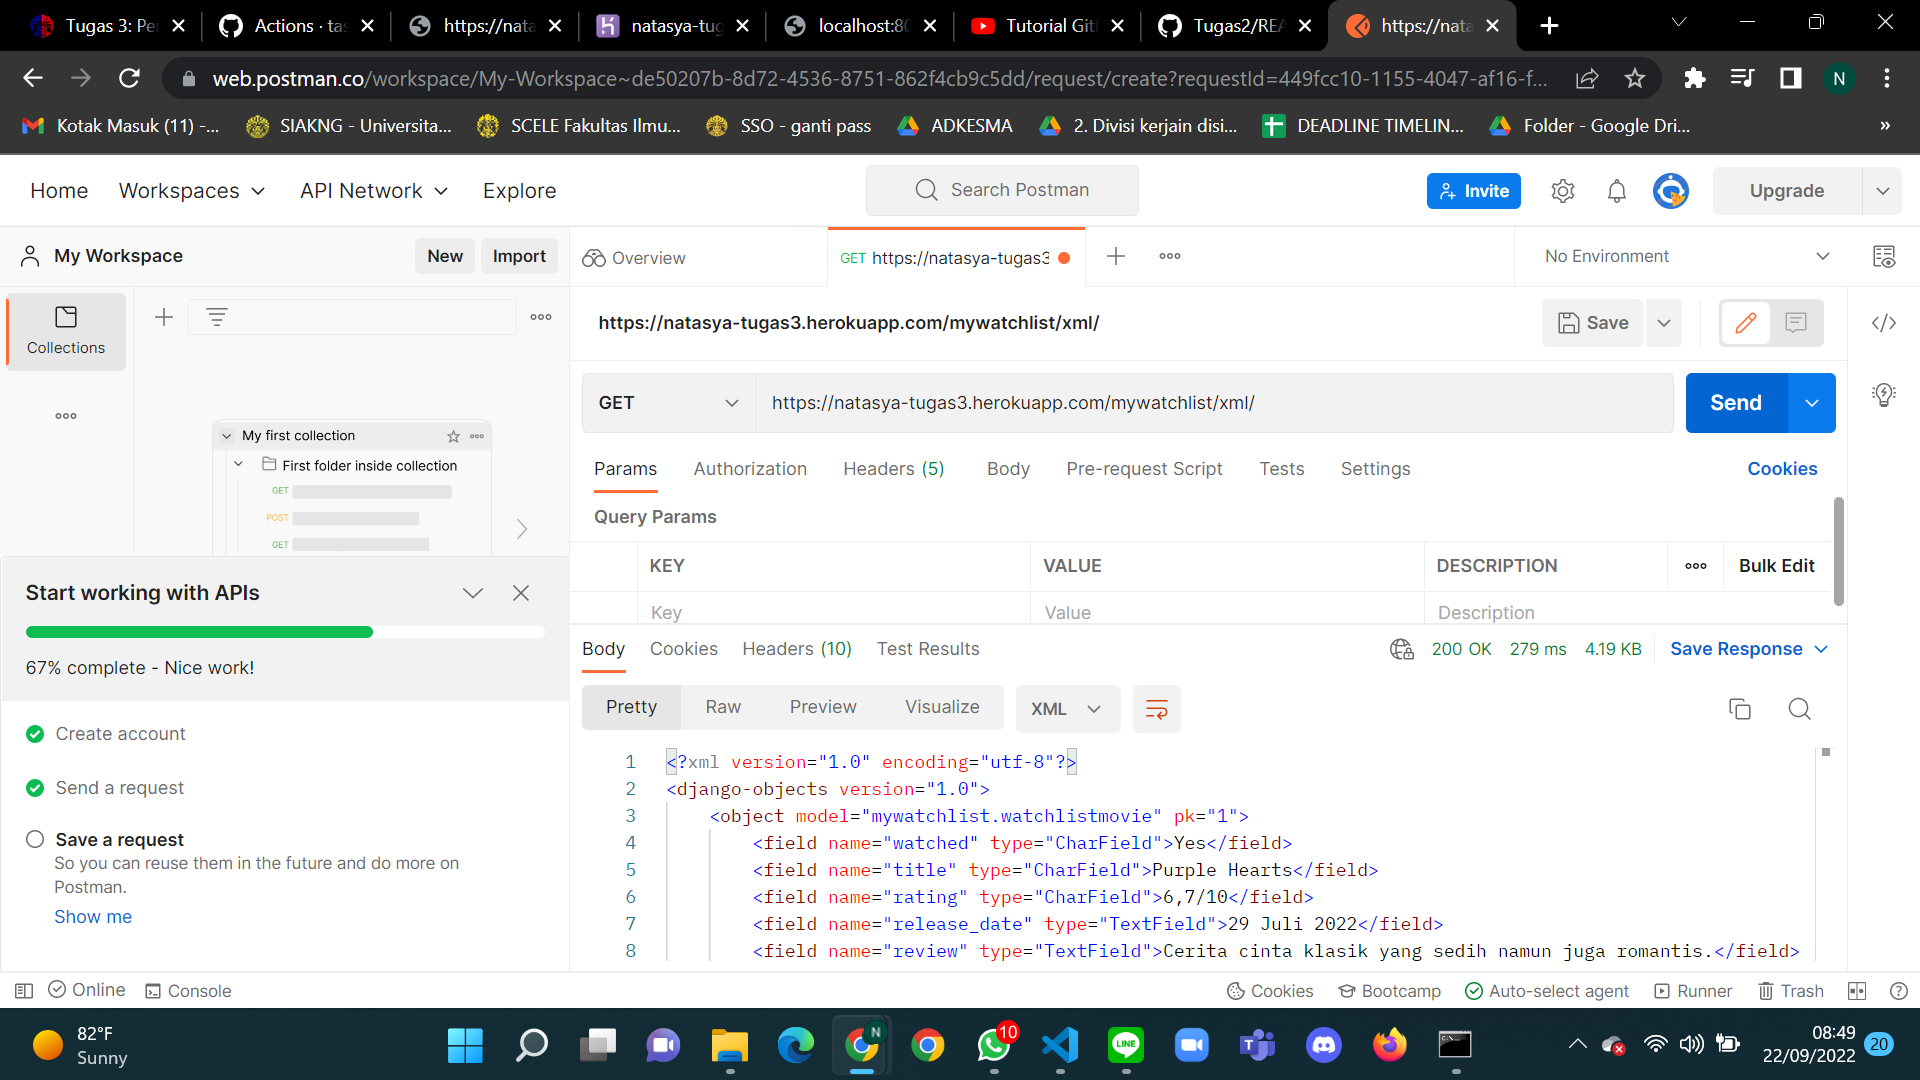 Tugas 3: Per
Actions · tas
https://nata
natasya-tug
localhost:80
Tutorial Git
Tugas2/REA
https://nata
web.postman.co/workspace/My-Workspace~de50207b-8d72-4536-8751-862f4cb9c5dd/request/create?requestId=449fcc10-1155-4047-af16-f...
N
Kotak Masuk (11) -...
SIAKNG - Universita...
SCELE Fakultas Ilmu...
SSO - ganti pass
ADKESMA
2. Divisi kerjain disi...
DEADLINE TIMELIN...
Folder - Google Dri...
»
Home
Workspaces
API Network
Explore
Search Postman
Invite
Upgrade
My Workspace
New
Import
Overview
GET https://natasya-tugas3
No Environment
Collections
https://natasya-tugas3.herokuapp.com/mywatchlist/xml/
Save
GET
https://natasya-tugas3.herokuapp.com/mywatchlist/xml/
Send
My first collection
First folder inside collection
GET
POST
GET
Params
Authorization
Headers (5)
Body
Pre-request Script
Tests
Settings
Cookies
Query Params
KEY
VALUE
DESCRIPTION
Bulk Edit
Key
Value
Description
Start working with APIs
67% complete - Nice work!
Create account
Send a request
Save a request
So you can reuse them in the future and do more on
Postman.
Show me
Body
Cookies
Headers (10)
Test Results
200 OK
279 ms
4.19 KB
Save Response
Pretty
Raw
Preview
Visualize
XML
1 <?xml version="1.0" encoding="utf-8"?>
2 <django-objects version="1.0">
3 <object model="mywatchlist.watchlistmovie" pk="1">
4 <field name="watched" type="CharField">Yes</field>
5 <field name="title" type="CharField">Purple Hearts</field>
6 <field name="rating" type="CharField">6,7/10</field>
7 <field name="release_date" type="TextField">29 Juli 2022</field>
8 <field name="review" type="TextField">Cerita cinta klasik yang sedih namun juga romantis.</field>
Online
Console
Cookies
Bootcamp
Auto-select agent
Runner
Trash
82°F
Sunny
N
10
LINE
08:49
22/09/2022
20